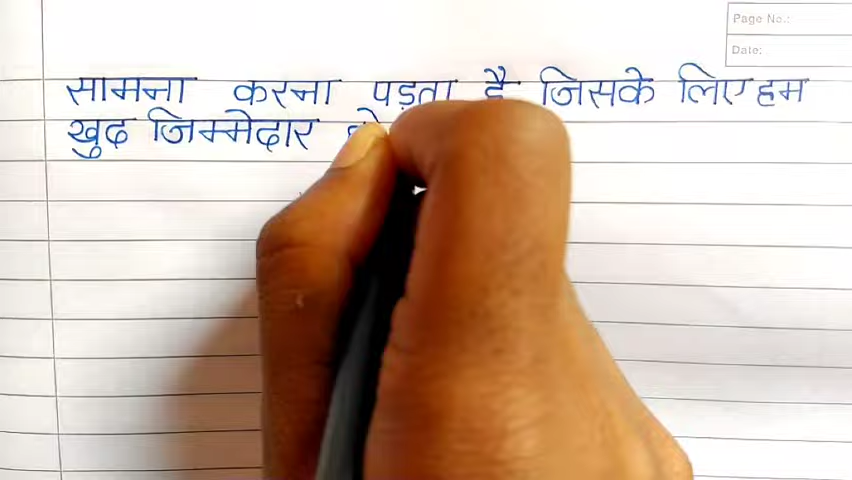 Page No.:
Date:
सामना करना पड़ता है जिसके लिए हम
खुद जिम्मेदार